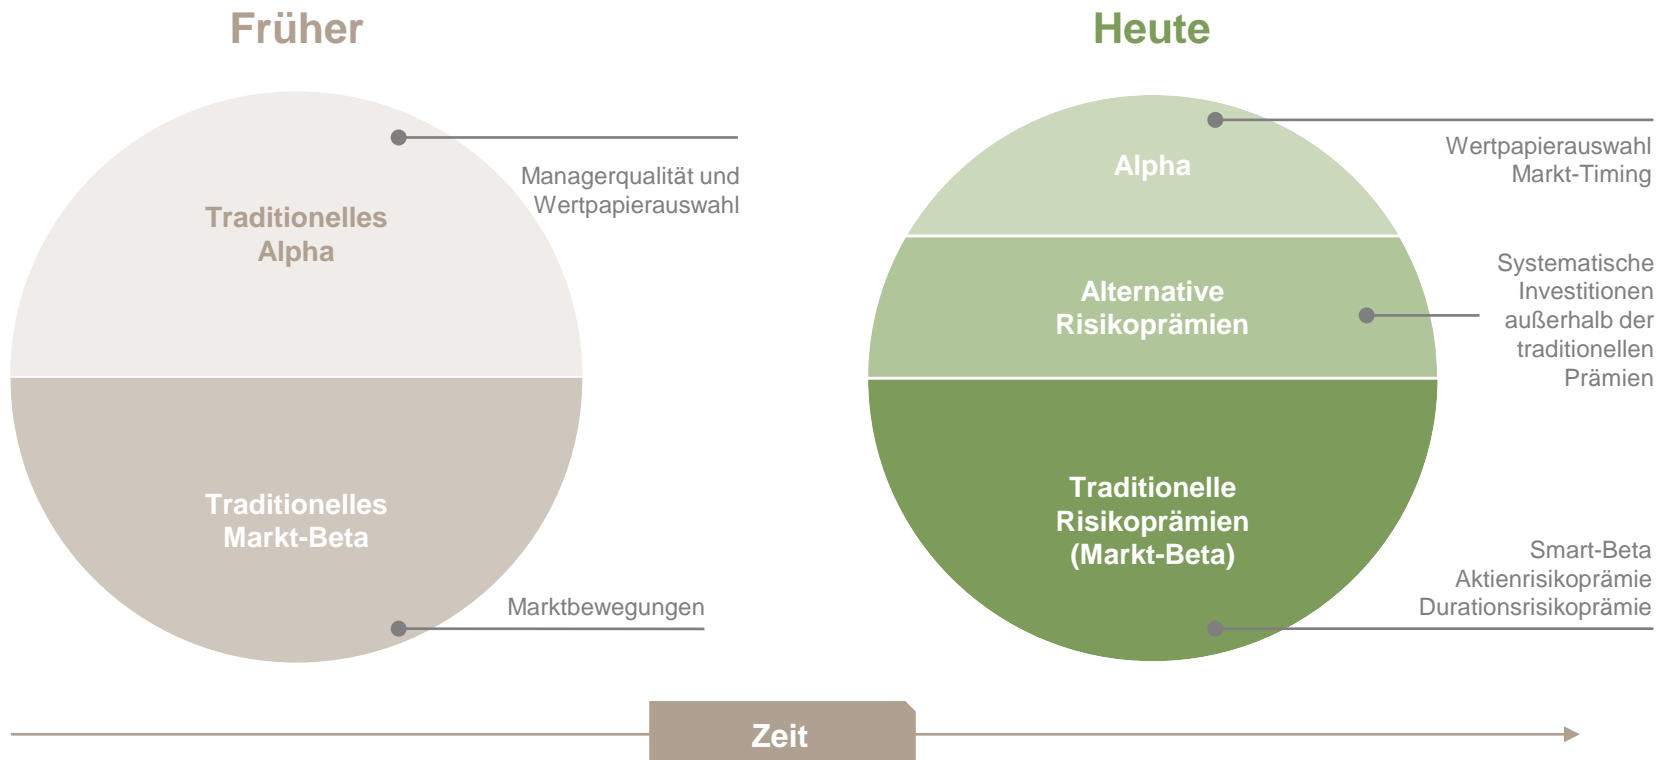 Früher
Traditionelles
Alpha
Managerqualität und
Wertpapierauswahl
Traditionelles
Markt-Beta
Marktbewegungen
Heute
Alpha
Wertpapierauswahl
Markt-Timing
Alternative
Risikoprämien
Systematische
Investitionen
außerhalb der
traditionellen
Prämien
Traditionelle
Risikoprämien
(Markt-Beta)
Smart-Beta
Aktienrisikoprämie
Durationsrisikoprämie
Zeit